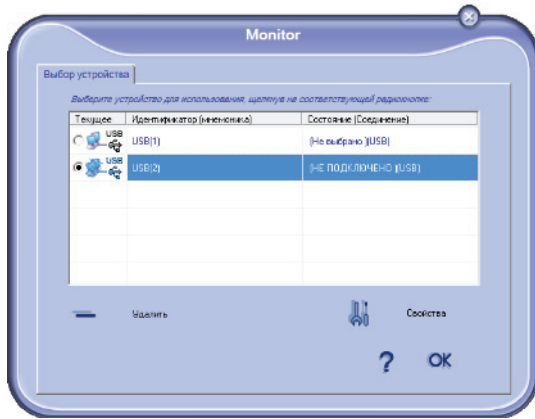 Monitor
Выбор устройства
Выберите устройство для использования, щелкнув на соответствующей радиокнопке:
Текущее Идентификатор (мнемоника) Состояние (Соединение)
USB USB(1) (Не выбрано )(USB)
USB USB(2) (НЕ ПОДКЛЮЧЕНО )(USB)
Удалить Свойства
? OK